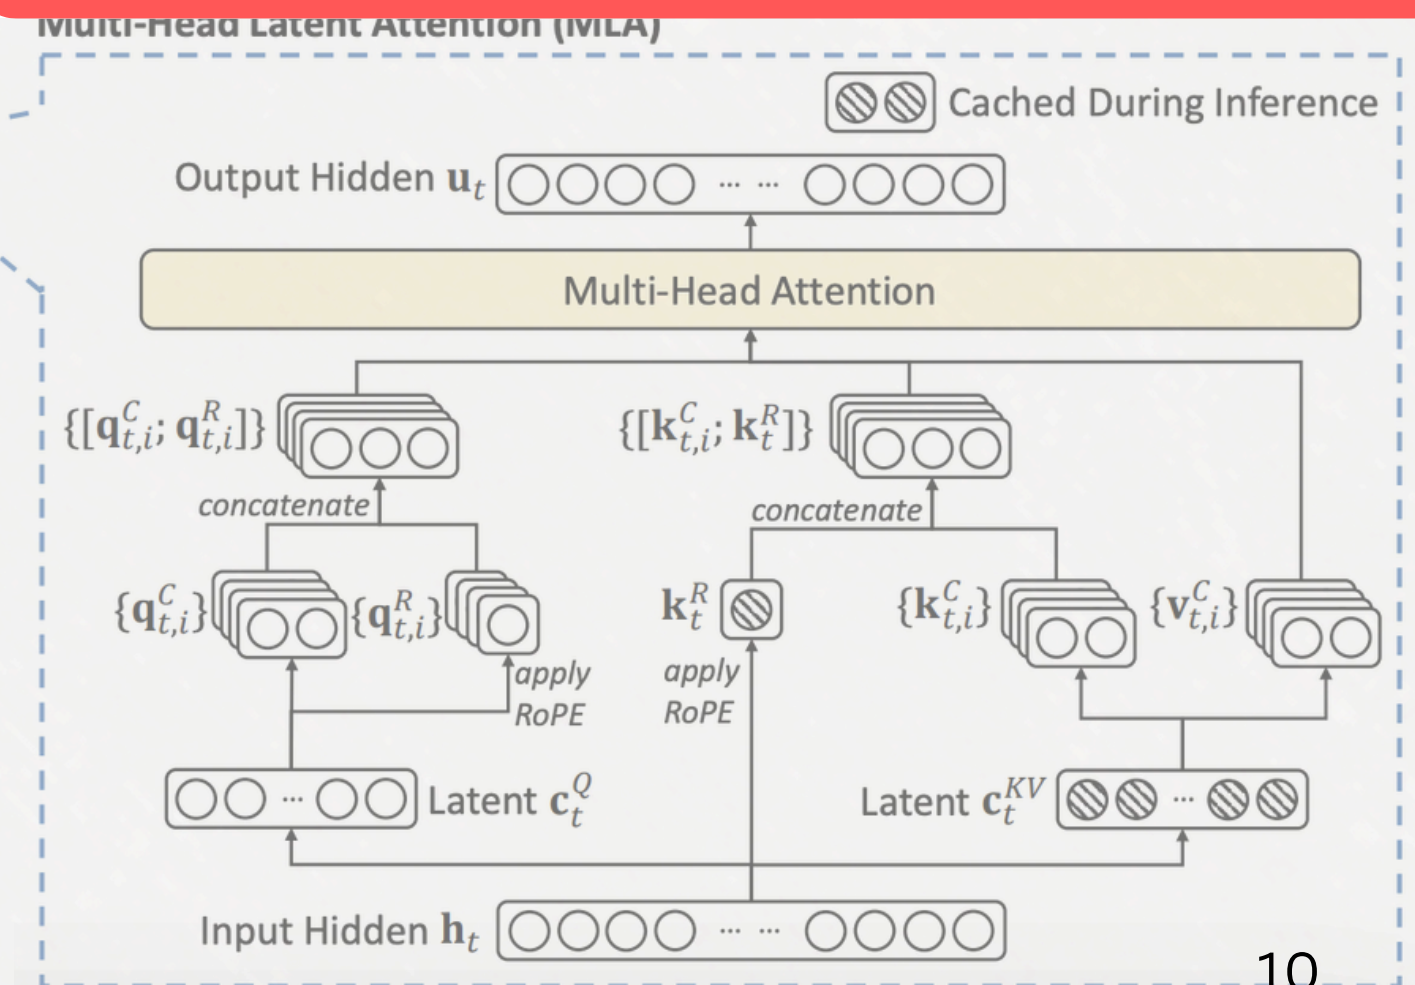 Multi-Head Latent Attention (MLA)
Cached During Inference
Output Hidden u_t
Multi-Head Attention
{[q^C_{t,i}; q^R_{t,i}]}
{[k^C_{t,i}; k^R_t]}
concatenate
concatenate
{q^C_{t,i}}
{q^R_{t,i}}
k^R_t
{k^C_{t,i}}
{v^C_{t,i}}
apply
RoPE
apply
RoPE
... Latent c^Q_t
Latent c^{KV}_t ...
Input Hidden h_t
10